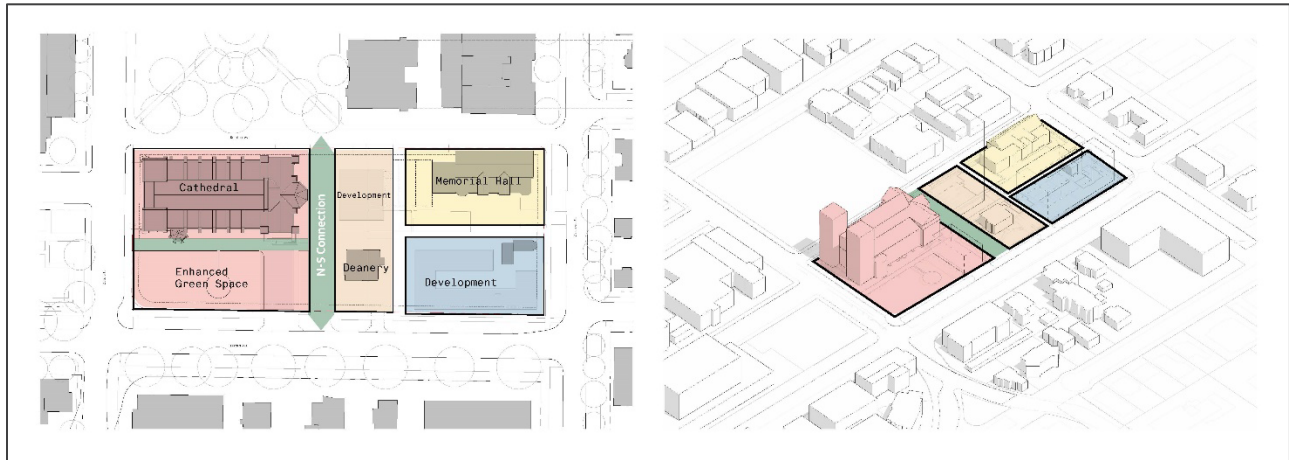 Cathedral
N-S Connection
Development
Memorial Hall
Enhanced
Green Space
Deanery
Development